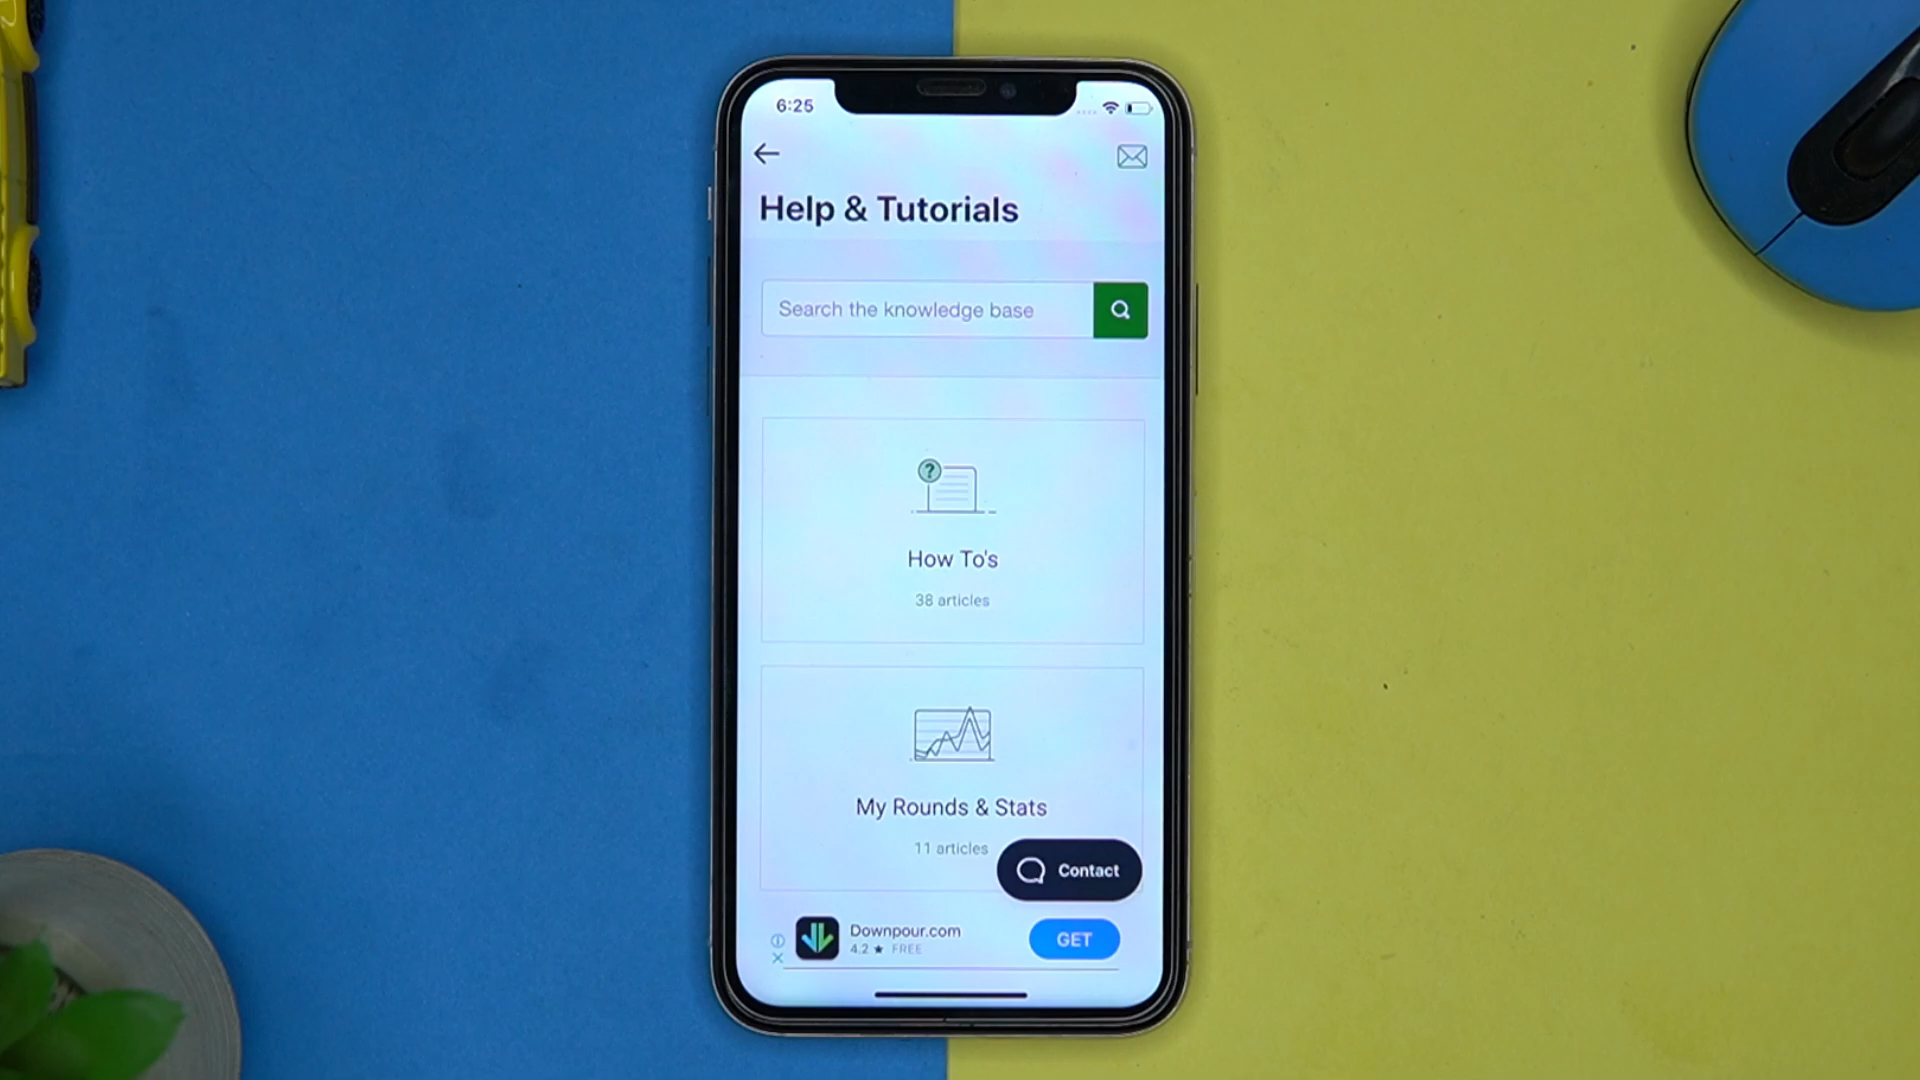 6:25
Help & Tutorials
Search the knowledge base
?
How To's
38 articles
My Rounds & Stats
11 articles
Contact
Downpour.com
4.2 ★ FREE
GET